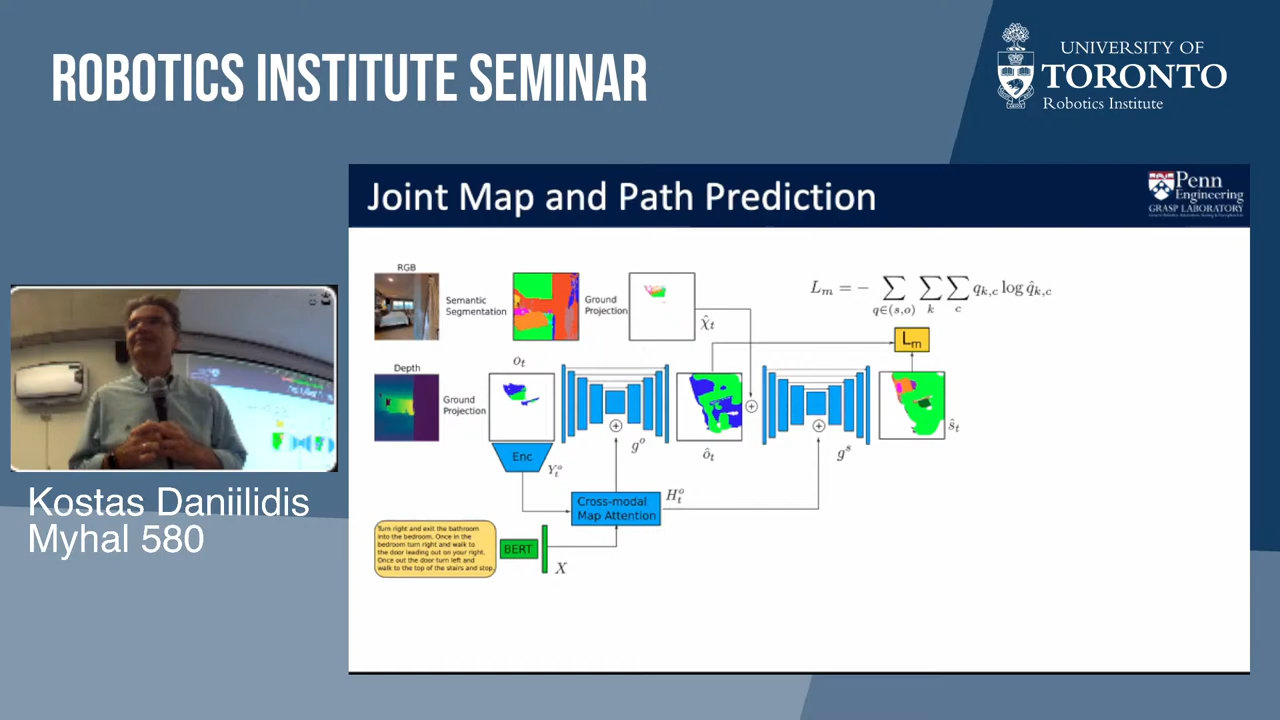 ROBOTICS INSTITUTE SEMINAR
UNIVERSITY OF
TORONTO
Robotics Institute
Joint Map and Path Prediction
Penn
Engineering
GRASP LABORATORY
RGB
Semantic
Segmentation
Ground
Projection
χ̂t
Lm = − ∑q∈(s,o) ∑k ∑c qk,c log q̂k,c
Lm
Depth
Ground
Projection
ot
Enc
Yto
go
ôt
gs
ŝt
Cross-modal
Map Attention
Hto
Turn right and exit the bathroom
into the bedroom. Once in the
bedroom turn right and walk to
the door leading out on your right.
Once out the door turn left and
walk to the top of the stairs and stop.
BERT
X
Kostas Daniilidis
Myhal 580